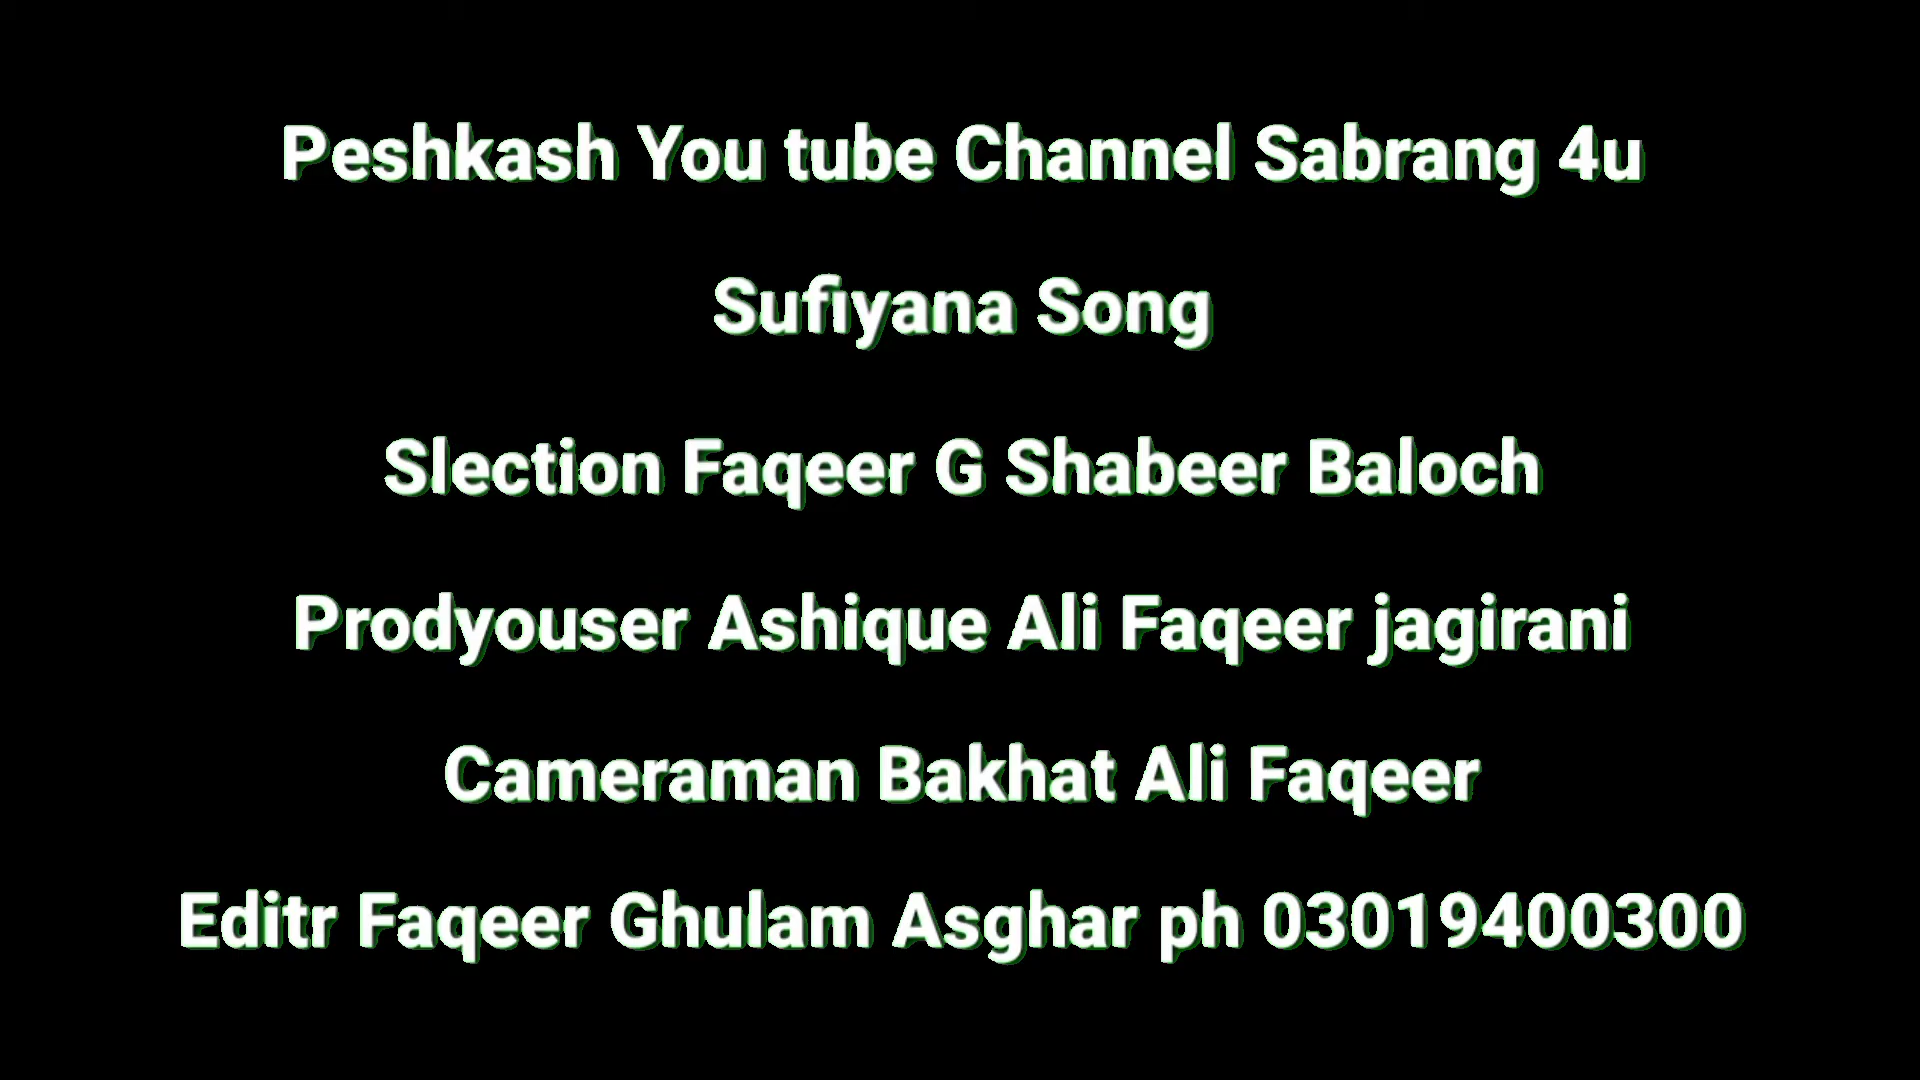 Peshkash You tube Channel Sabrang 4u
Sufiyana Song
Slection Faqeer G Shabeer Baloch
Prodyouser Ashique Ali Faqeer jagirani
Cameraman Bakhat Ali Faqeer
Editr Faqeer Ghulam Asghar ph 03019400300